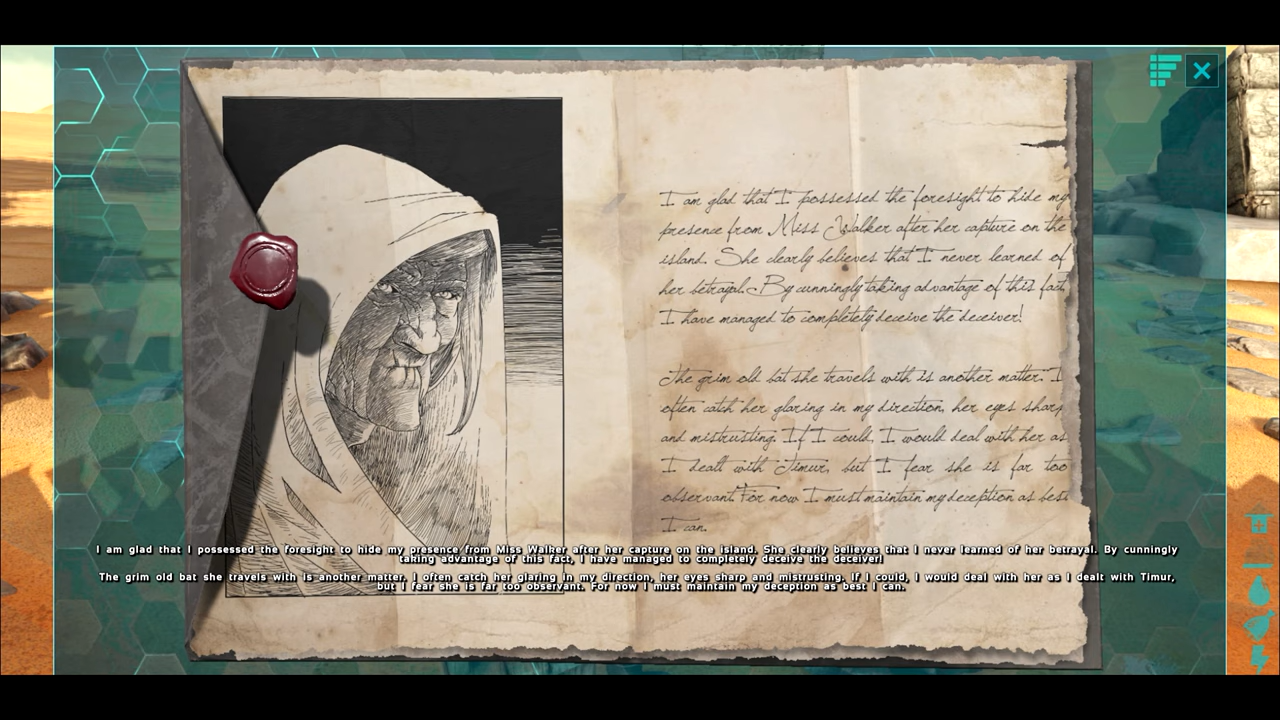 I am glad that I possessed the foresight to hide my
presence from Miss Walker after her capture on the
island. She clearly believes that I never learned of
her betrayal. By cunningly taking advantage of this fact
I have managed to completely deceive the deceiver!
The grim old bat she travels with is another matter. I
often catch her glaring in my direction, her eyes sharp
and mistrusting. If I could, I would deal with her as
I dealt with Timur, but I fear she is far too
observant. For now I must maintain my deception as best
I can.
I am glad that I possessed the foresight to hide my presence from Miss Walker after her capture on the island. She clearly believes that I never learned of her betrayal. By cunningly
taking advantage of this fact, I have managed to completely deceive the deceiver!
The grim old bat she travels with is another matter. I often catch her glaring in my direction, her eyes sharp and mistrusting. If I could, I would deal with her as I dealt with Timur,
but I fear she is far too observant. For now I must maintain my deception as best I can.